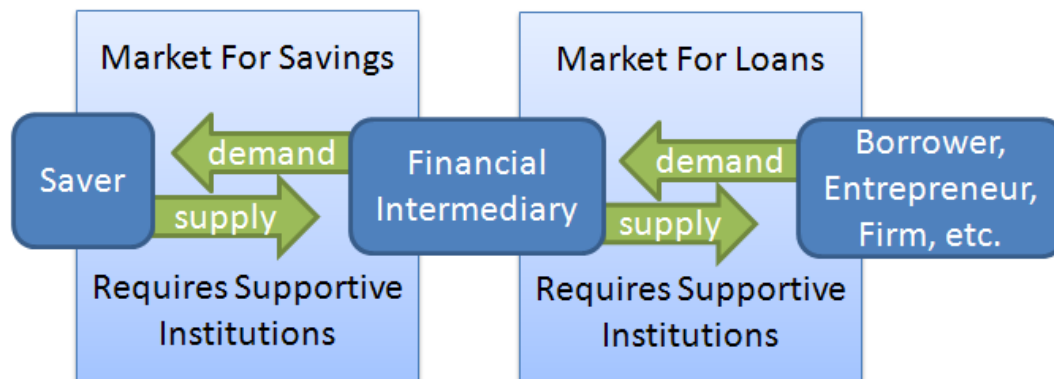 Market For Savings
Market For Loans
Saver
demand
supply
Financial
Intermediary
demand
supply
Borrower,
Entrepreneur,
Firm, etc.
Requires Supportive
Institutions
Requires Supportive
Institutions